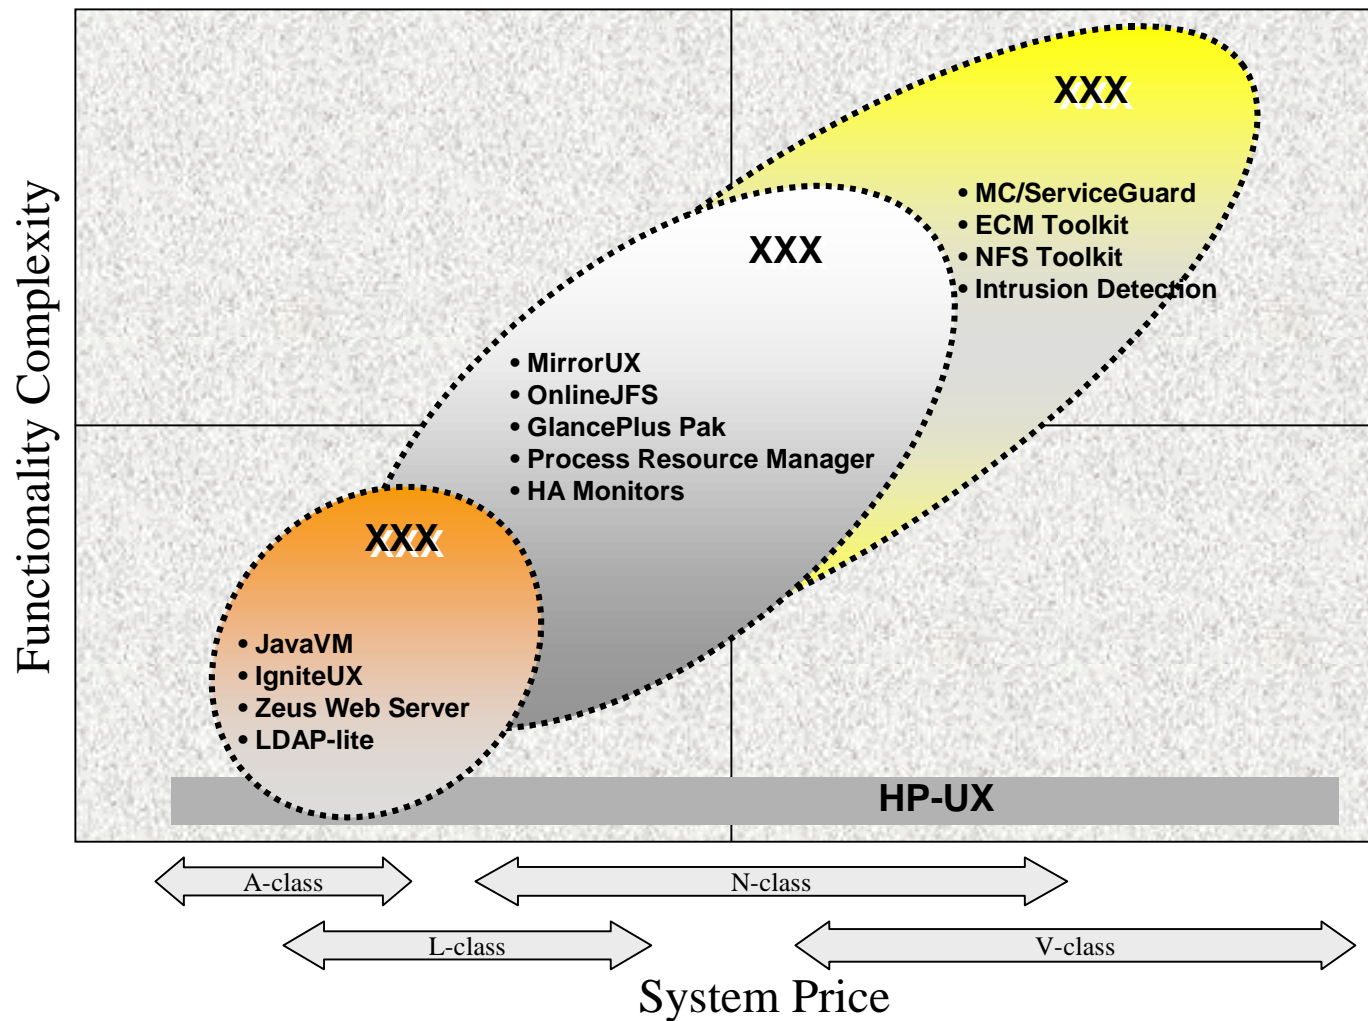 Functionality Complexity
XXX
• MC/ServiceGuard
• ECM Toolkit
• NFS Toolkit
• Intrusion Detection
XXX
• MirrorUX
• OnlineJFS
• GlancePlus Pak
• Process Resource Manager
• HA Monitors
XXX
• JavaVM
• IgniteUX
• Zeus Web Server
• LDAP-lite
HP-UX
A-class
N-class
L-class
V-class
System Price